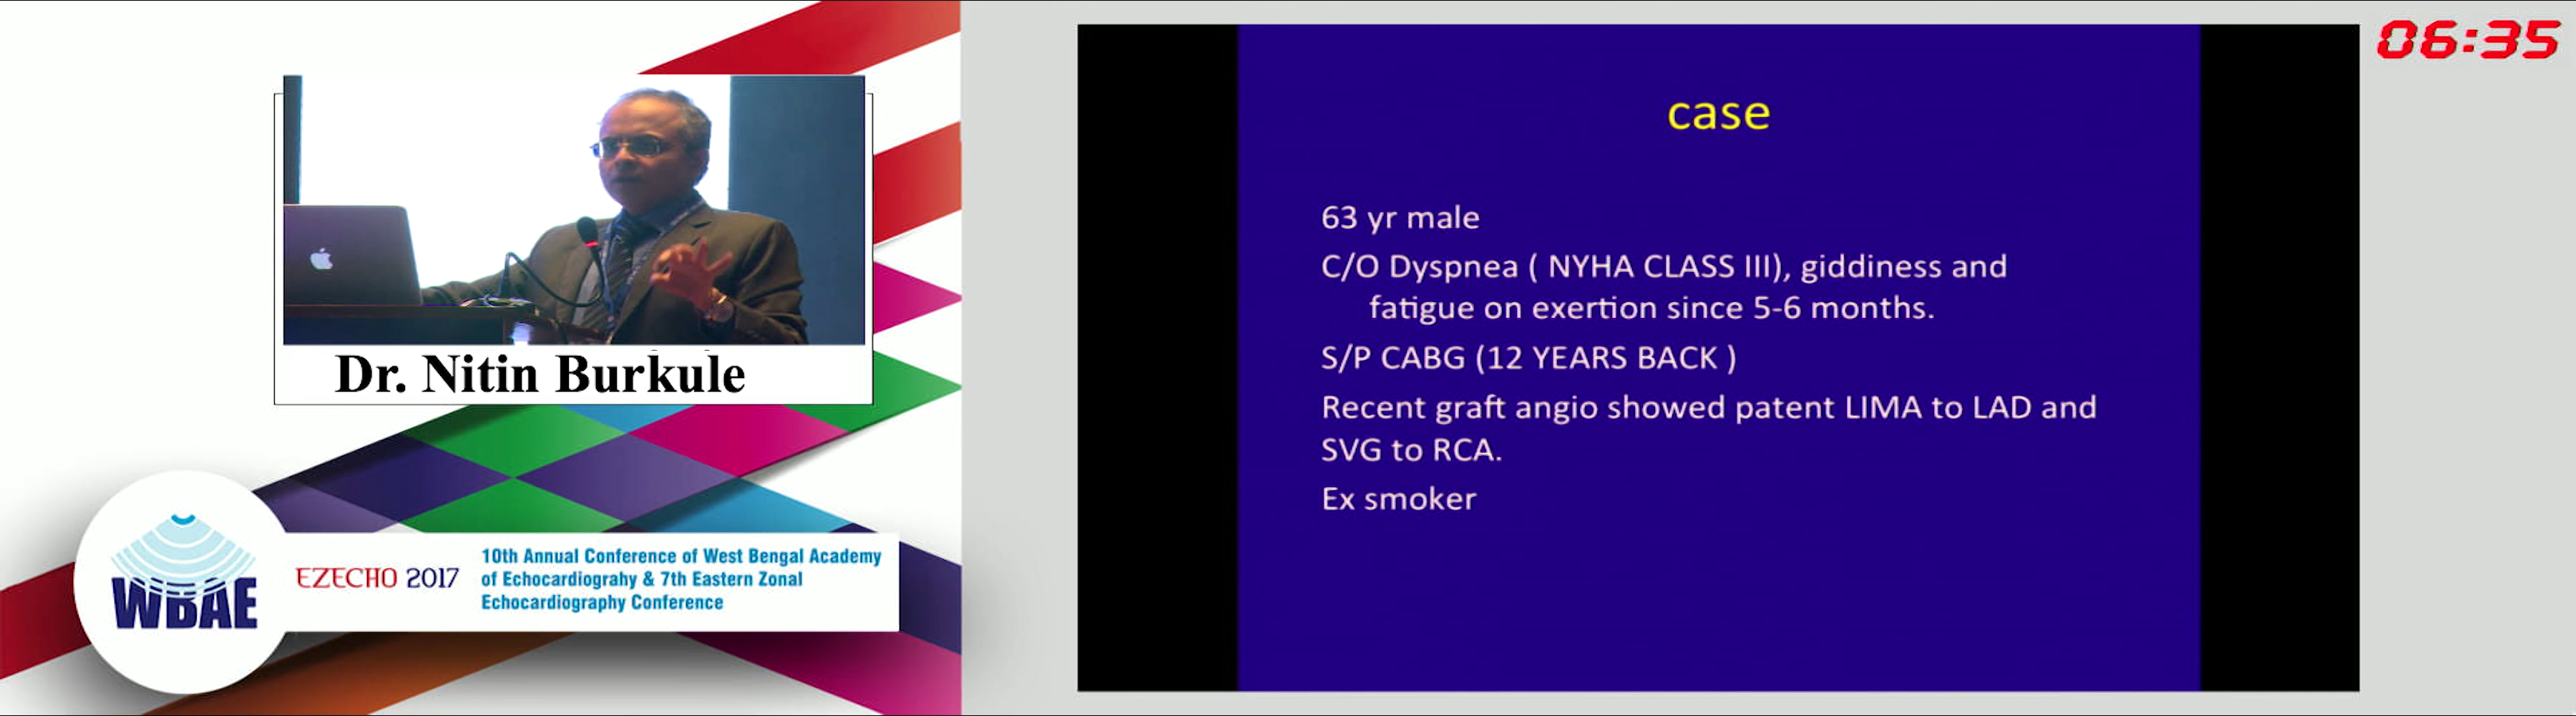 Dr. Nitin Burkule
WBAE
EZECHO 2017
10th Annual Conference of West Bengal Academy
of Echocardiograhy & 7th Eastern Zonal
Echocardiography Conference
case
63 yr male
C/O Dyspnea ( NYHA CLASS III), giddiness and
fatigue on exertion since 5-6 months.
S/P CABG (12 YEARS BACK )
Recent graft angio showed patent LIMA to LAD and
SVG to RCA.
Ex smoker
06:35